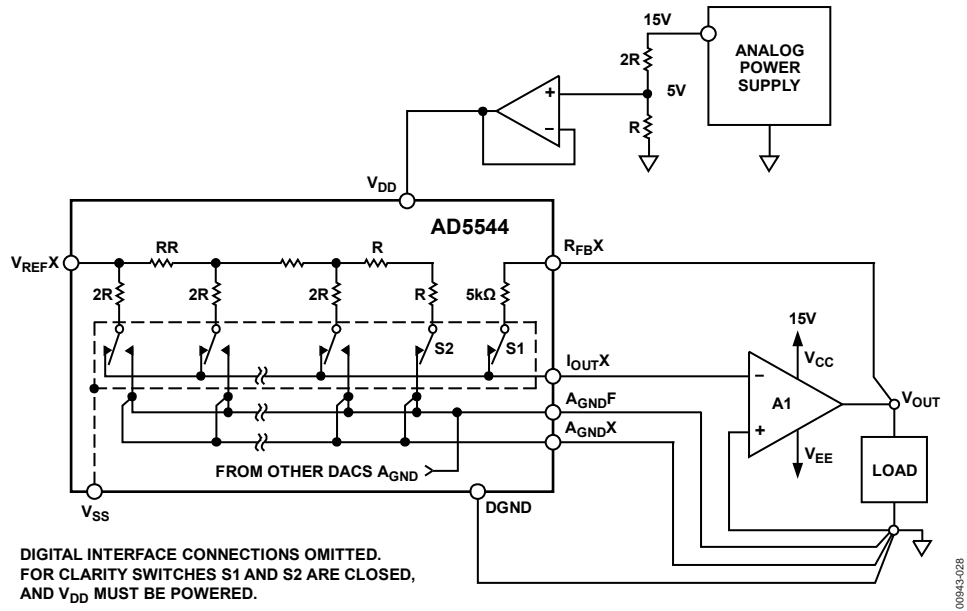 15V
ANALOG
POWER
SUPPLY
2R
5V
+
−
R
VDD
AD5544
VREFX
RR
R
RFBX
2R
2R
2R
R
5kΩ
S2
S1
IOUTX
15V
VCC
−
A1
+
VOUT
AGNDF
AGNDX
VEE
LOAD
FROM OTHER DACS AGND
VSS
DGND
DIGITAL INTERFACE CONNECTIONS OMITTED.
FOR CLARITY SWITCHES S1 AND S2 ARE CLOSED,
AND VDD MUST BE POWERED.
00943-028